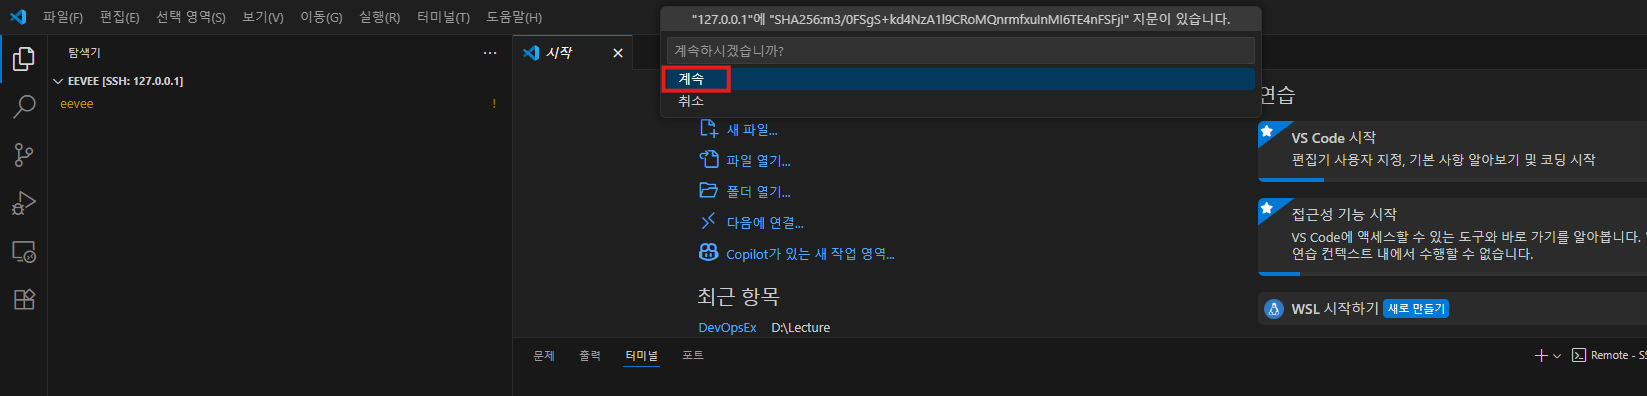 파일(F) 편집(E) 선택 영역(S) 보기(V) 이동(G) 실행(R) 터미널(T) 도움말(H)
"127.0.0.1"에 "SHA256:m3/0FSgS+kd4NzA1l9CRoMQnrmfxuInMI6TE4nFSFjI" 지문이 있습니다.
계속하시겠습니까?
계속
취소
탐색기 ...
EEVEE [SSH: 127.0.0.1]
eevee !
시작
새 파일...
파일 열기...
폴더 열기...
다음에 연결...
Copilot가 있는 새 작업 영역...
최근 항목
DevOpsEx D:\Lecture
연습
VS Code 시작
편집기 사용자 지정, 기본 사항 알아보기 및 코딩 시작
접근성 기능 시작
VS Code에 액세스할 수 있는 도구와 바로 가기를 알아봅니다.
연습 컨텍스트 내에서 수행할 수 없습니다.
WSL 시작하기 새로 만들기
문제 출력 터미널 포트
Remote - SS